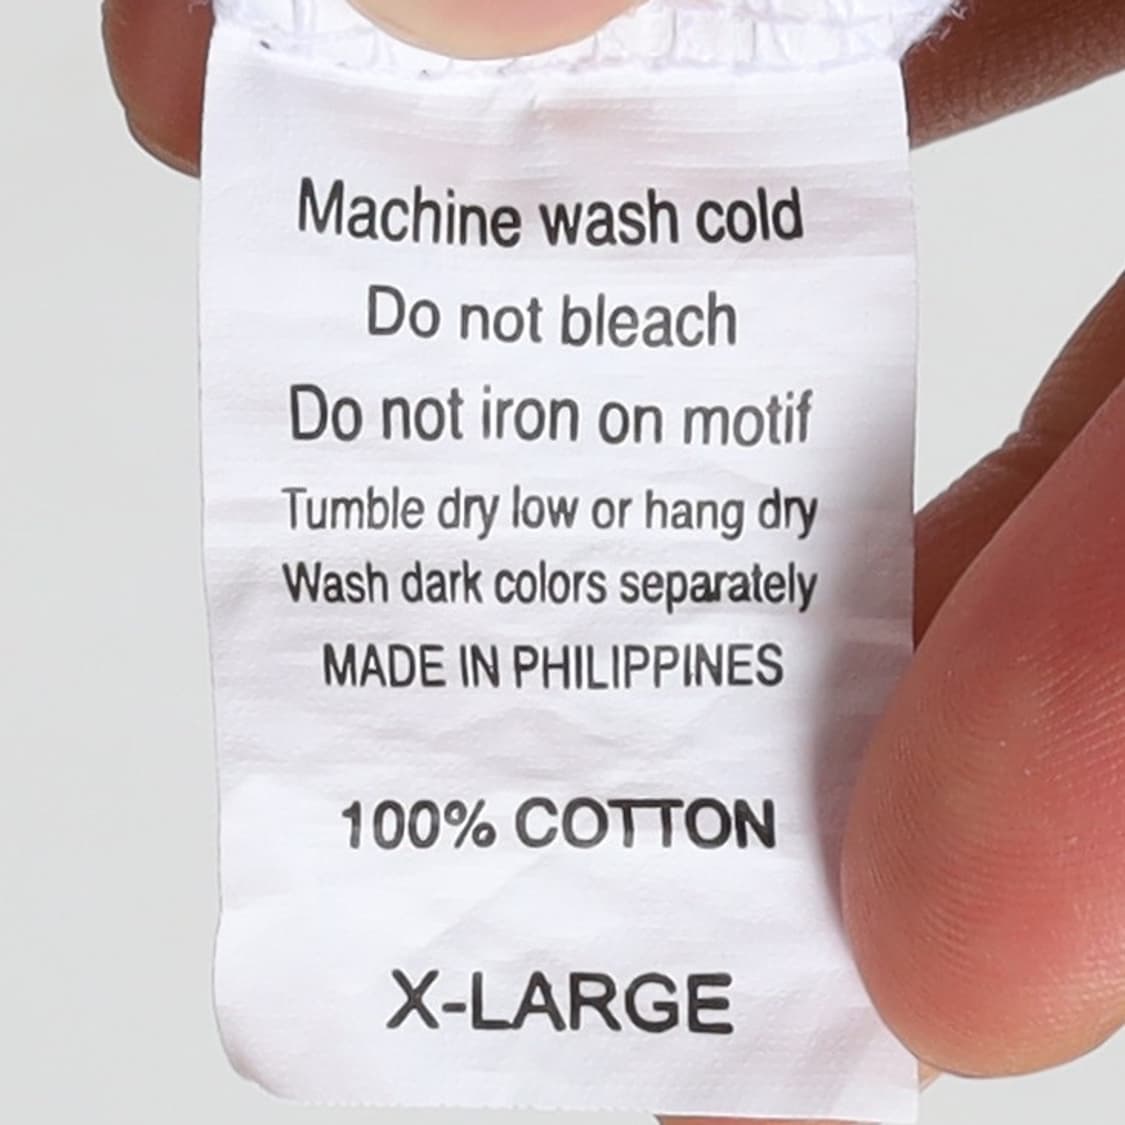 Machine wash cold
Do not bleach
Do not iron on motif
Tumble dry low or hang dry
Wash dark colors separately
MADE IN PHILIPPINES
100% COTTON
X-LARGE